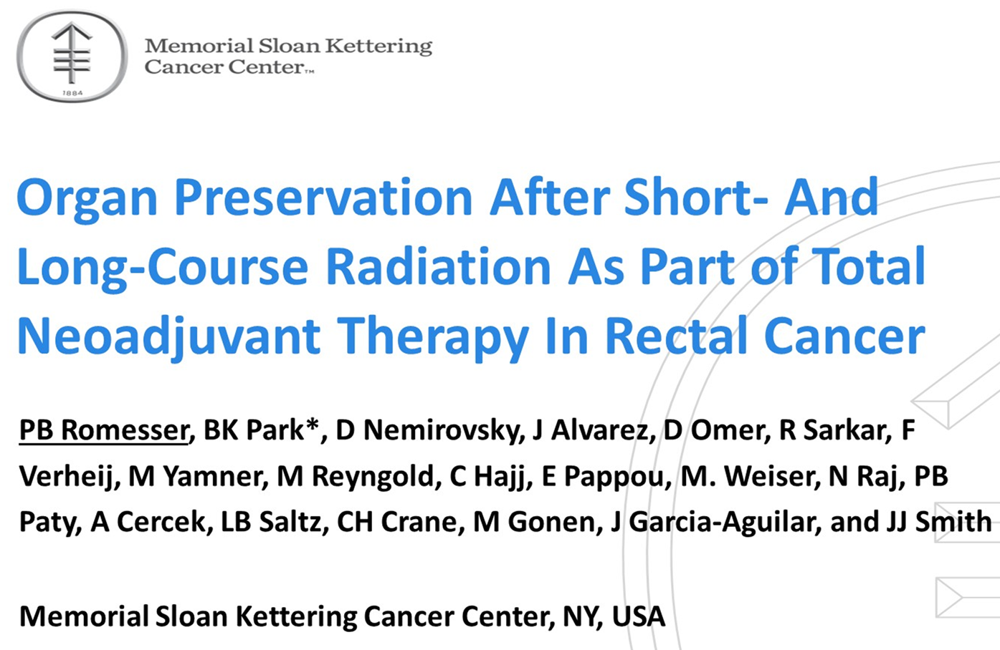 Memorial Sloan Kettering
Cancer Center™
1884
Organ Preservation After Short- And
Long-Course Radiation As Part of Total
Neoadjuvant Therapy In Rectal Cancer
PB Romesser, BK Park*, D Nemirovsky, J Alvarez, D Omer, R Sarkar, F
Verheij, M Yamner, M Reyngold, C Hajj, E Pappou, M. Weiser, N Raj, PB
Paty, A Cercek, LB Saltz, CH Crane, M Gonen, J Garcia-Aguilar, and JJ Smith
Memorial Sloan Kettering Cancer Center, NY, USA